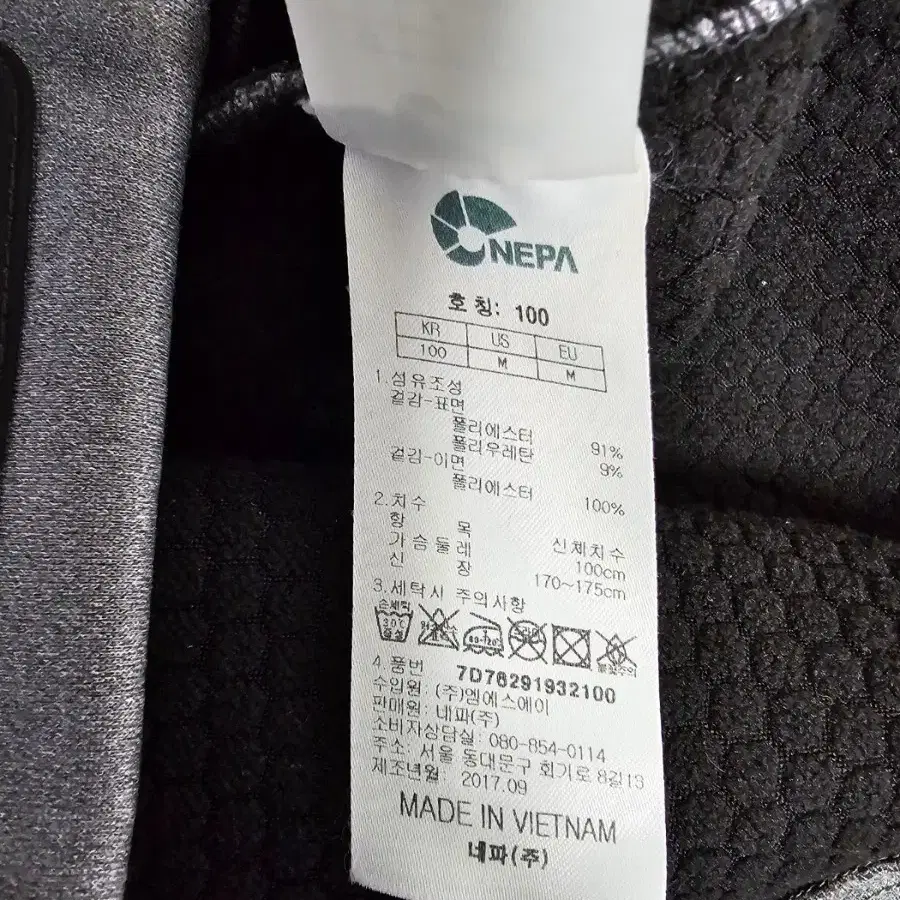 NEPA
호 칭: 100
KR US EU
100 M M
1.섬유조성
겉감-표면
폴리에스터 91%
폴리우레탄 9%
겉감-이면
폴리에스터 100%
2.치수
항 목 신체치수
가슴둘레 100cm
신 장 170~175cm
3.세탁시 주의사항
손세탁
30℃
중성
80-120℃
4.품번 7D78291932100
수입원: (주)엠에스에이
판매원: 네파(주)
소비자상담실: 080-854-0114
주소: 서울 동대문구 회기로 8길13
제조년월: 2017.09
MADE IN VIETNAM
네파(주)